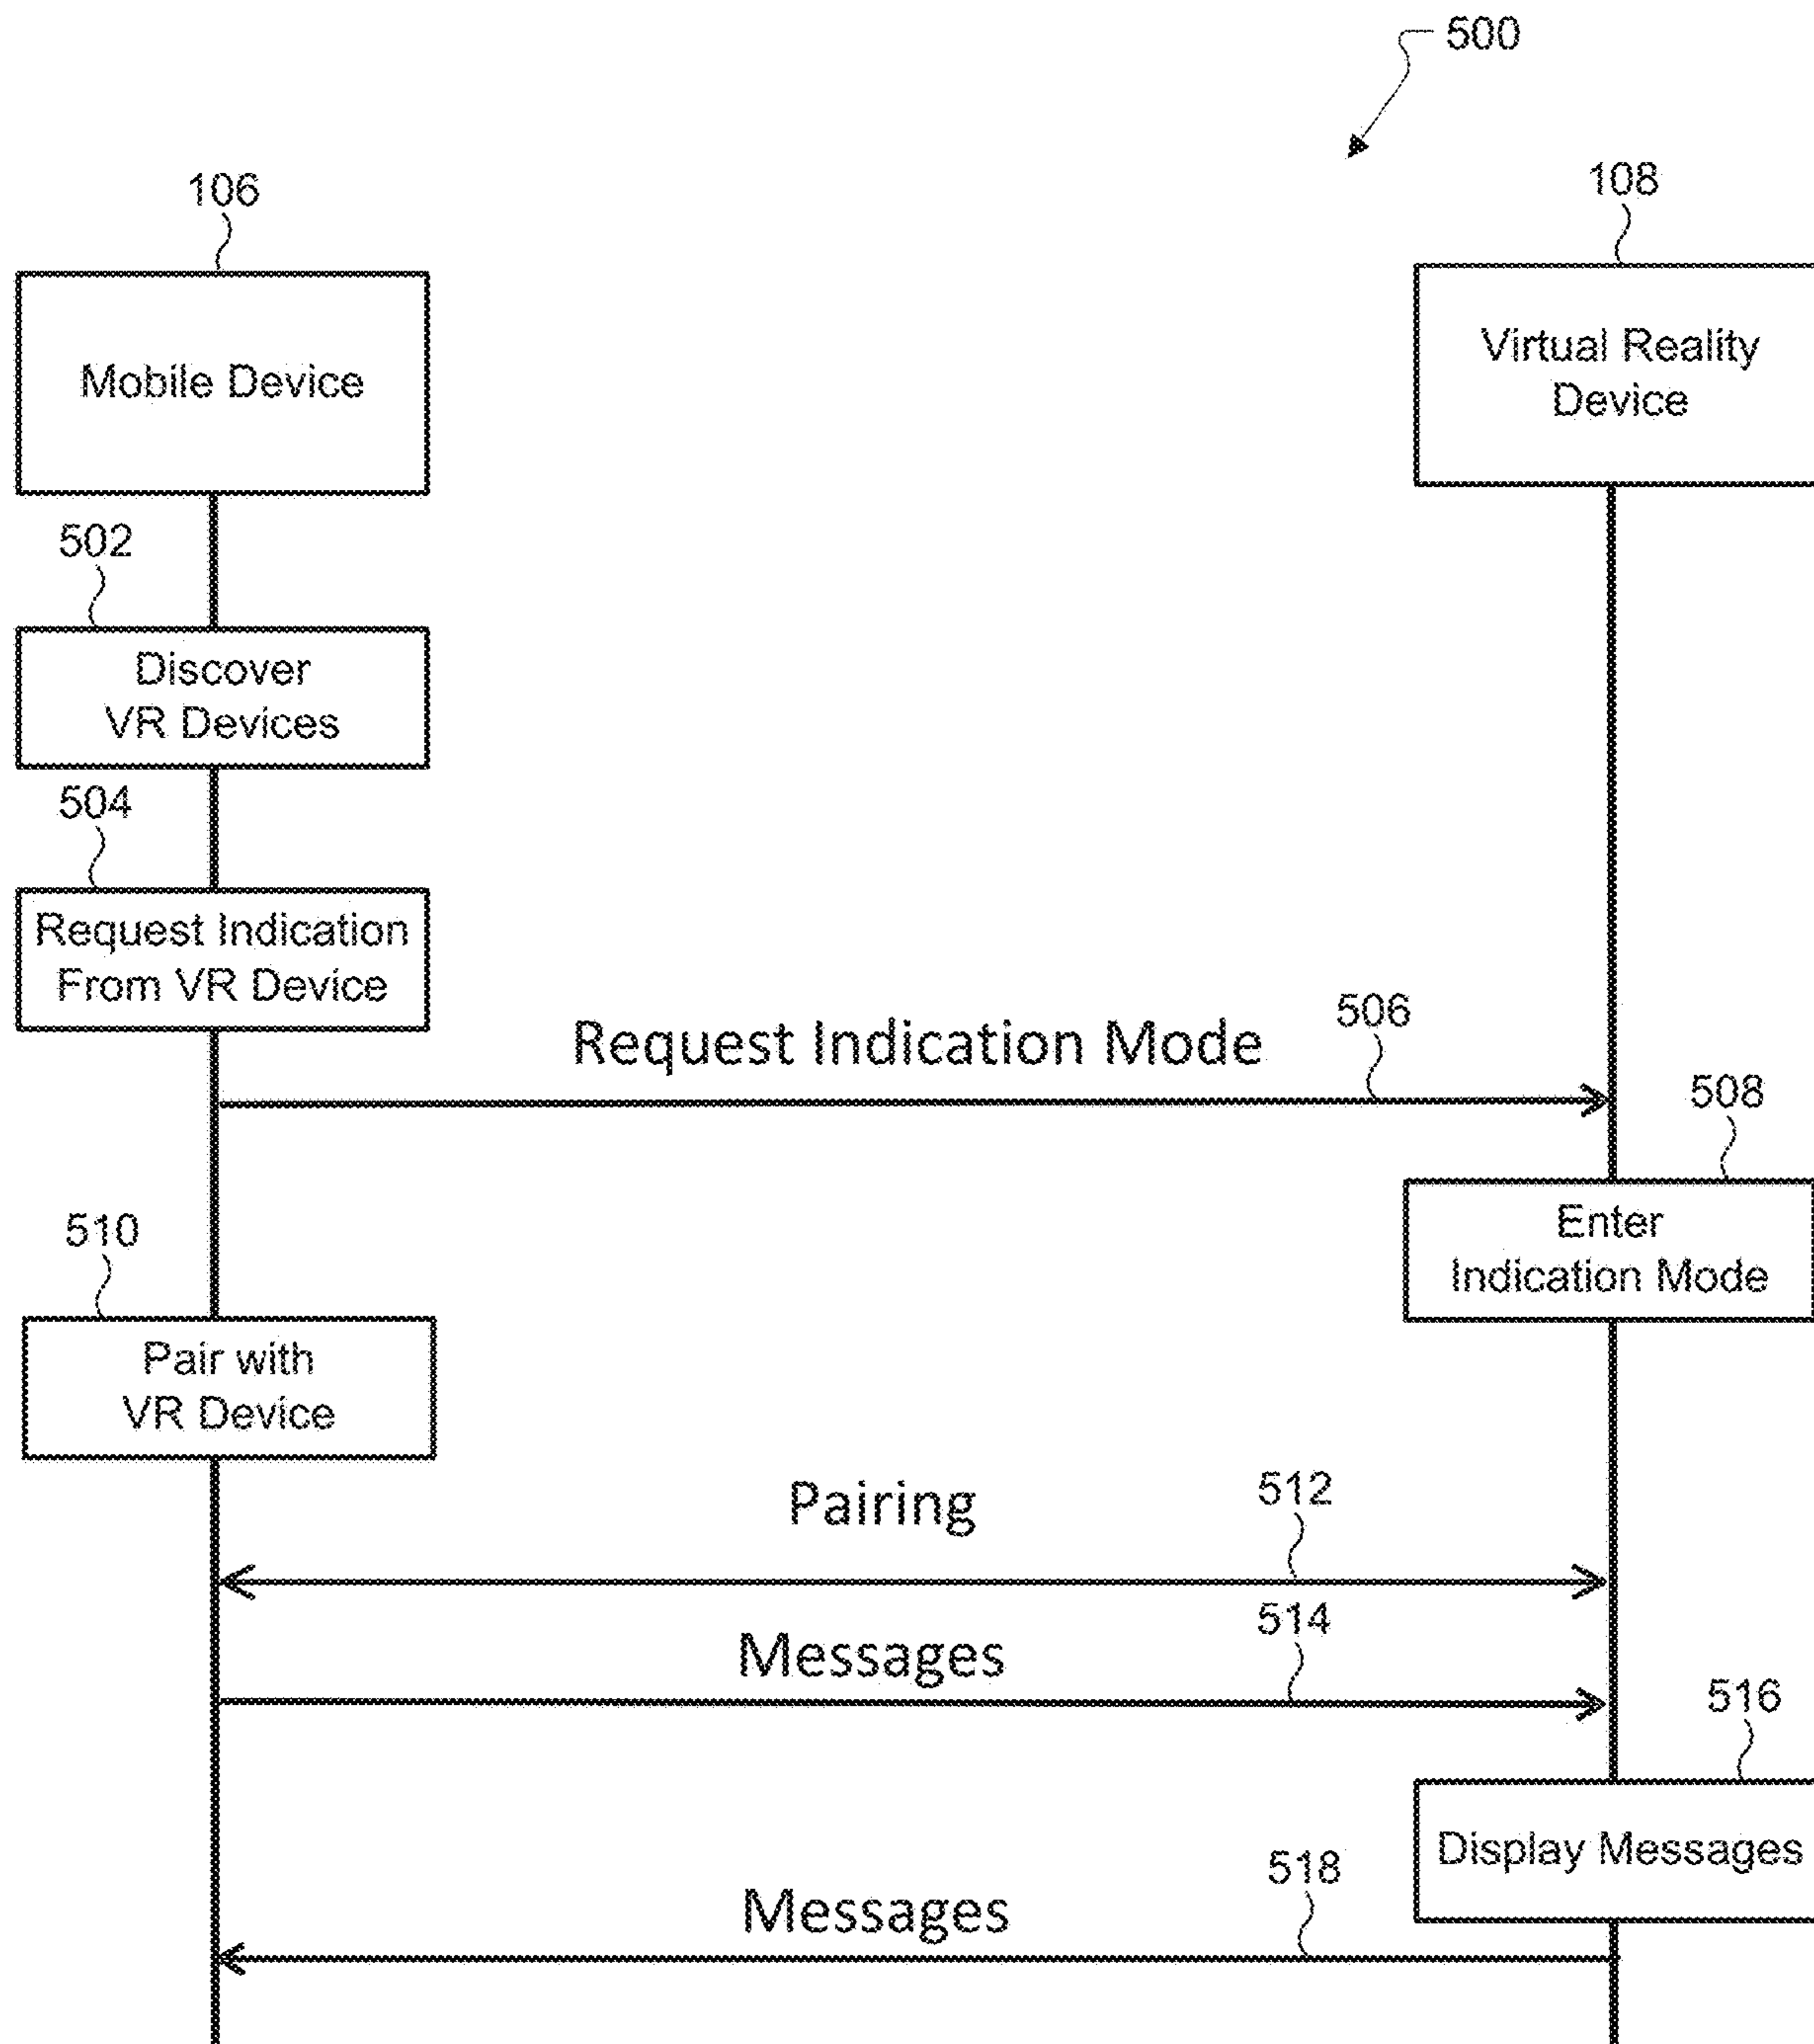 500
106
108
Mobile Device
Virtual Reality
Device
502
Discover
VR Devices
504
Request Indication
From VR Device
Request Indication Mode
506
508
Enter
Indication Mode
510
Pair with
VR Device
Pairing
512
Messages
514
516
Display Messages
Messages
518